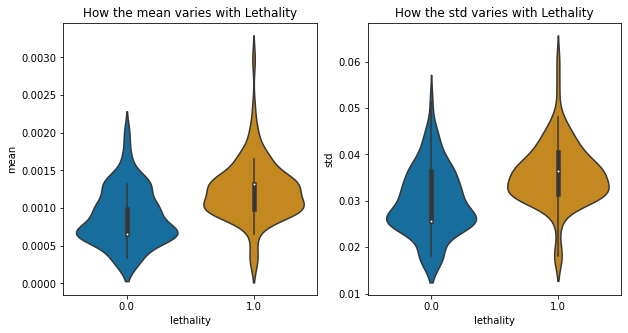 How the mean varies with Lethality
mean
0.0030
0.0025
0.0020
0.0015
0.0010
0.0005
0.0000
0.0
1.0
lethality
How the std varies with Lethality
std
0.06
0.05
0.04
0.03
0.02
0.01
0.0
1.0
lethality